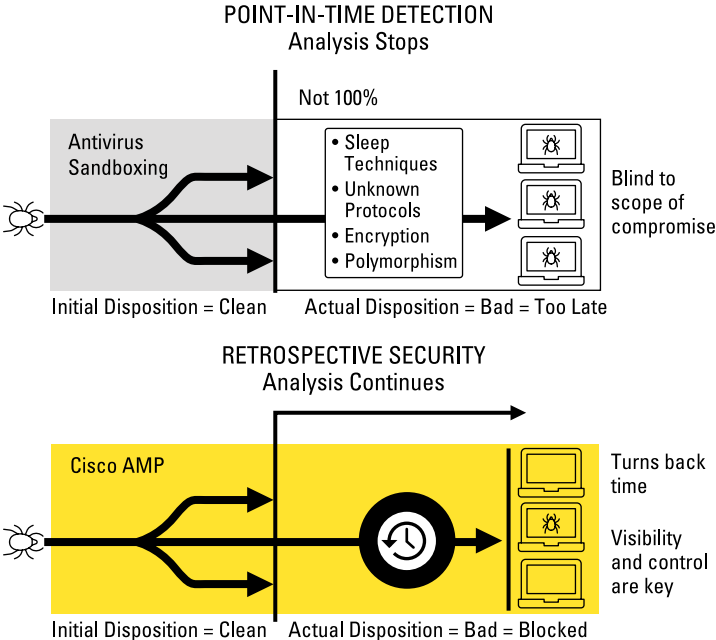 POINT-IN-TIME DETECTION
Analysis Stops
Not 100%
Antivirus
Sandboxing
• Sleep
Techniques
• Unknown
Protocols
• Encryption
• Polymorphism
Blind to
scope of
compromise
Initial Disposition = Clean
Actual Disposition = Bad = Too Late
RETROSPECTIVE SECURITY
Analysis Continues
Cisco AMP
Turns back
time
Visibility
and control
are key
Initial Disposition = Clean
Actual Disposition = Bad = Blocked